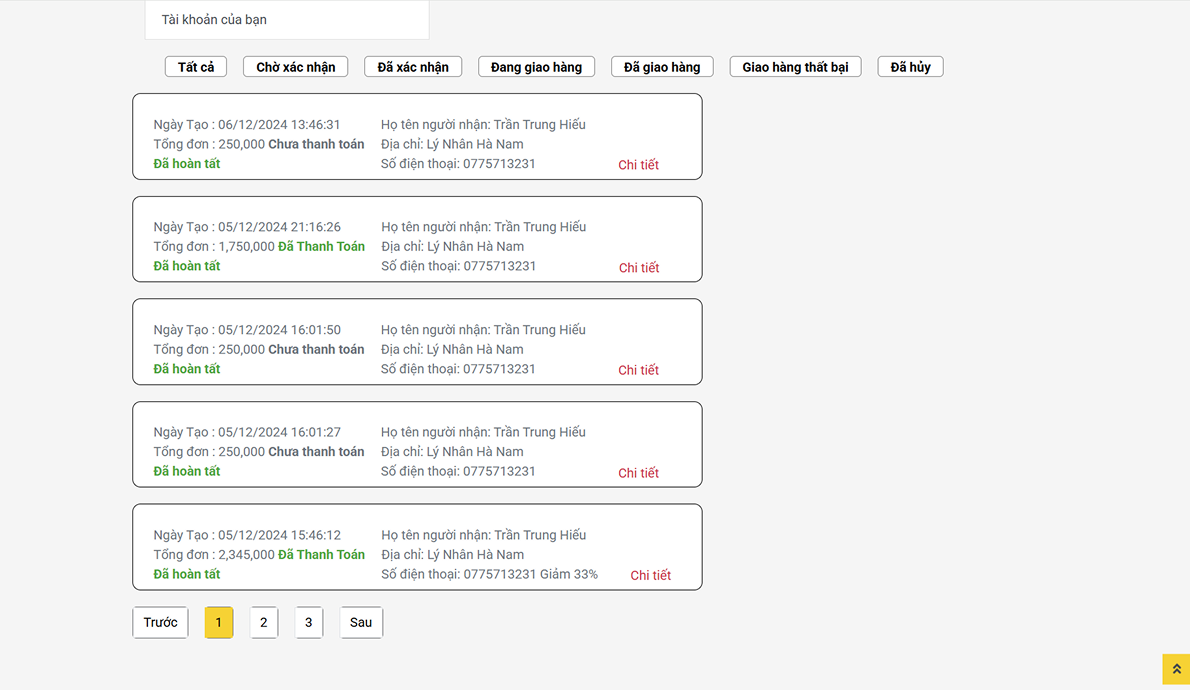 Tài khoản của bạn
Tất cả Chờ xác nhận Đã xác nhận Đang giao hàng Đã giao hàng Giao hàng thất bại Đã hủy
Ngày Tạo : 06/12/2024 13:46:31 Họ tên người nhận: Trần Trung Hiếu
Tổng đơn : 250,000 Chưa thanh toán Địa chỉ: Lý Nhân Hà Nam
Đã hoàn tất Số điện thoại: 0775713231 Chi tiết
Ngày Tạo : 05/12/2024 21:16:26 Họ tên người nhận: Trần Trung Hiếu
Tổng đơn : 1,750,000 Đã Thanh Toán Địa chỉ: Lý Nhân Hà Nam
Đã hoàn tất Số điện thoại: 0775713231 Chi tiết
Ngày Tạo : 05/12/2024 16:01:50 Họ tên người nhận: Trần Trung Hiếu
Tổng đơn : 250,000 Chưa thanh toán Địa chỉ: Lý Nhân Hà Nam
Đã hoàn tất Số điện thoại: 0775713231 Chi tiết
Ngày Tạo : 05/12/2024 16:01:27 Họ tên người nhận: Trần Trung Hiếu
Tổng đơn : 250,000 Chưa thanh toán Địa chỉ: Lý Nhân Hà Nam
Đã hoàn tất Số điện thoại: 0775713231 Chi tiết
Ngày Tạo : 05/12/2024 15:46:12 Họ tên người nhận: Trần Trung Hiếu
Tổng đơn : 2,345,000 Đã Thanh Toán Địa chỉ: Lý Nhân Hà Nam
Đã hoàn tất Số điện thoại: 0775713231 Giảm 33% Chi tiết
Trước 1 2 3 Sau